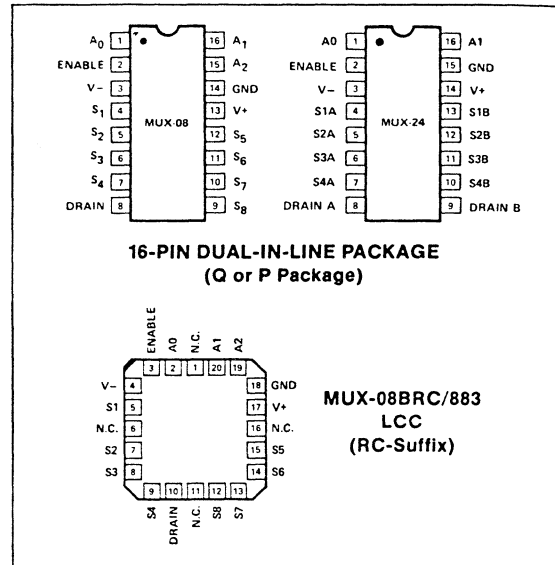 A0 1 16 A1
ENABLE 2 15 A2
V- 3 14 GND
S1 4 13 V+
S2 5 12 S5
S3 6 11 S6
S4 7 10 S7
DRAIN 8 9 S8
MUX-08
A0 1 16 A1
ENABLE 2 15 GND
V- 3 14 V+
S1A 4 13 S1B
S2A 5 12 S2B
S3A 6 11 S3B
S4A 7 10 S4B
DRAIN A 8 9 DRAIN B
MUX-24
16-PIN DUAL-IN-LINE PACKAGE
(Q or P Package)
ENABLE A0 N.C. A1 A2
3 2 1 20 19
V- 4 18 GND
S1 5 17 V+
N.C. 6 16 N.C.
S2 7 15 S5
S3 8 14 S6
9 10 11 12 13
S4 DRAIN N.C. S8 S7
MUX-08BRC/883
LCC
(RC-Suffix)